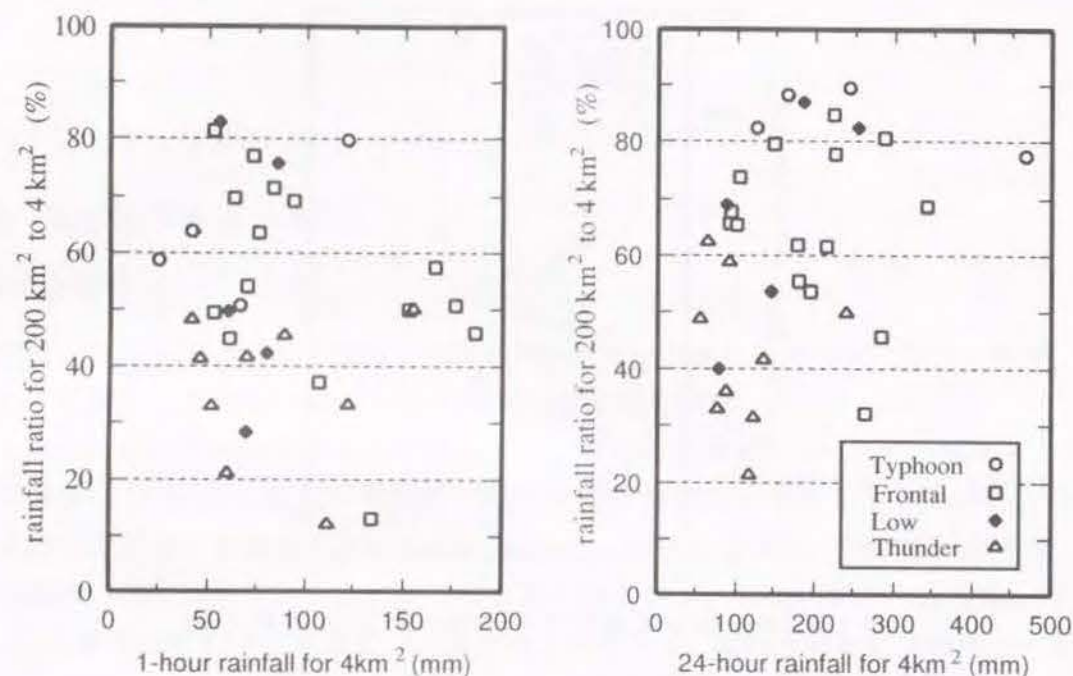 rainfall ratio for 200 km² to 4 km² (%)
100
80
60
40
20
0
0 50 100 150 200
1-hour rainfall for 4km² (mm)
rainfall ratio for 200 km² to 4 km² (%)
100
80
60
40
20
0
0 100 200 300 400 500
24-hour rainfall for 4km² (mm)
Typhoon
Frontal
Low
Thunder